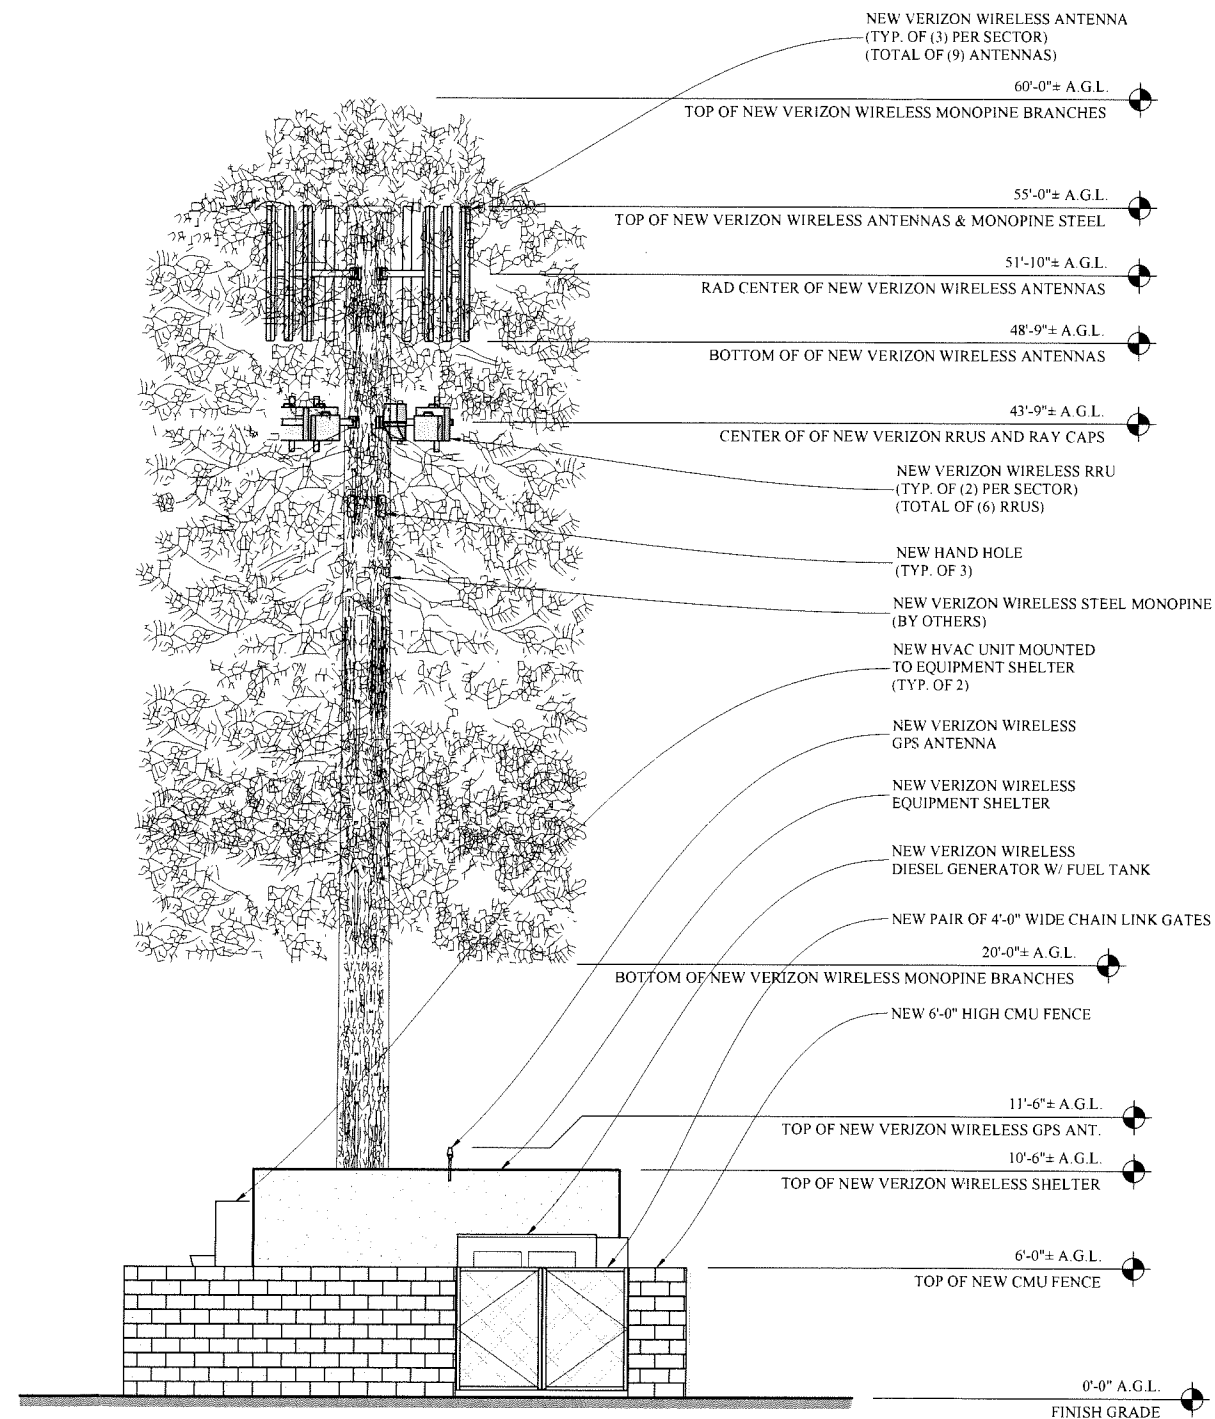 NEW VERIZON WIRELESS ANTENNA
(TYP. OF (3) PER SECTOR)
(TOTAL OF (9) ANTENNAS)
60'-0"± A.G.L.
TOP OF NEW VERIZON WIRELESS MONOPINE BRANCHES
55'-0"± A.G.L.
TOP OF NEW VERIZON WIRELESS ANTENNAS & MONOPINE STEEL
51'-10"± A.G.L.
RAD CENTER OF NEW VERIZON WIRELESS ANTENNAS
48'-9"± A.G.L.
BOTTOM OF OF NEW VERIZON WIRELESS ANTENNAS
43'-9"± A.G.L.
CENTER OF OF NEW VERIZON RRUS AND RAY CAPS
NEW VERIZON WIRELESS RRU
(TYP. OF (2) PER SECTOR)
(TOTAL OF (6) RRUS)
NEW HAND HOLE
(TYP. OF 3)
NEW VERIZON WIRELESS STEEL MONOPINE
(BY OTHERS)
NEW HVAC UNIT MOUNTED
TO EQUIPMENT SHELTER
(TYP. OF 2)
NEW VERIZON WIRELESS
GPS ANTENNA
NEW VERIZON WIRELESS
EQUIPMENT SHELTER
NEW VERIZON WIRELESS
DIESEL GENERATOR W/ FUEL TANK
NEW PAIR OF 4'-0" WIDE CHAIN LINK GATES
20'-0"± A.G.L.
BOTTOM OF NEW VERIZON WIRELESS MONOPINE BRANCHES
NEW 6'-0" HIGH CMU FENCE
11'-6"± A.G.L.
TOP OF NEW VERIZON WIRELESS GPS ANT.
10'-6"± A.G.L.
TOP OF NEW VERIZON WIRELESS SHELTER
6'-0"± A.G.L.
TOP OF NEW CMU FENCE
0'-0" A.G.L.
FINISH GRADE